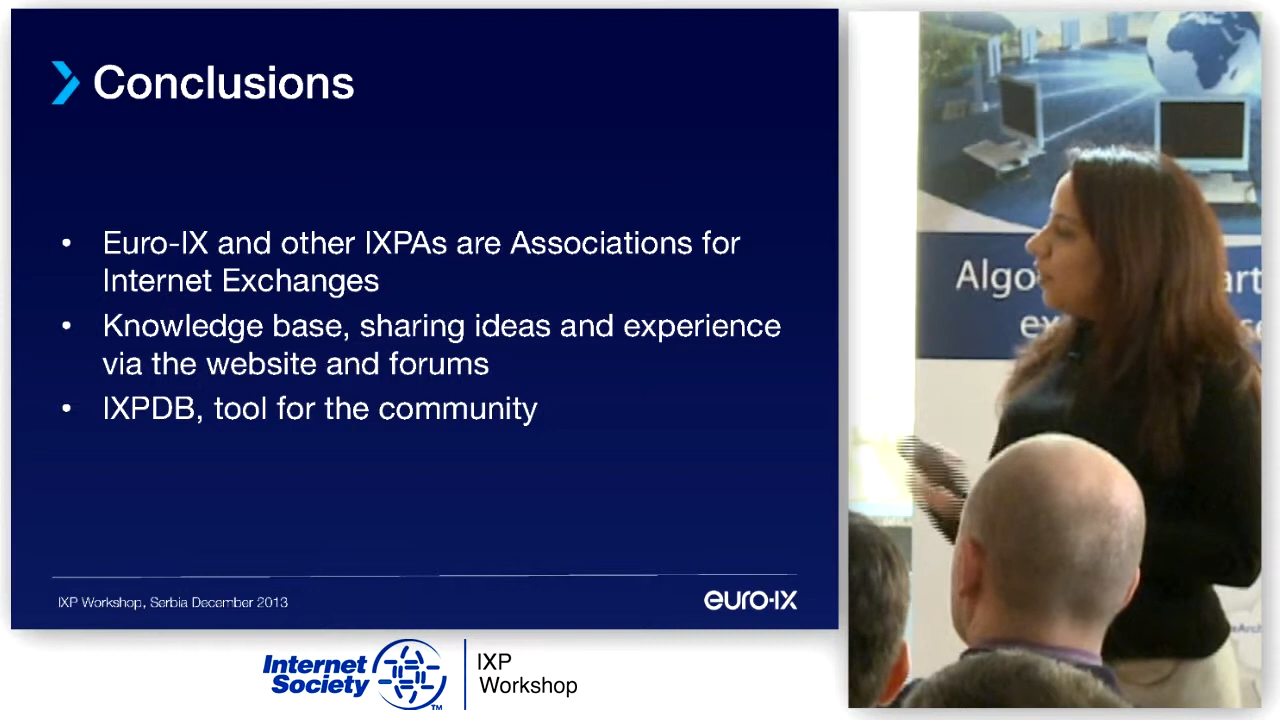 Conclusions
• Euro-IX and other IXPAs are Associations for
Internet Exchanges
• Knowledge base, sharing ideas and experience
via the website and forums
• IXPDB, tool for the community
IXP Workshop, Serbia December 2013
euro-ix
Internet
Society
TM
IXP
Workshop